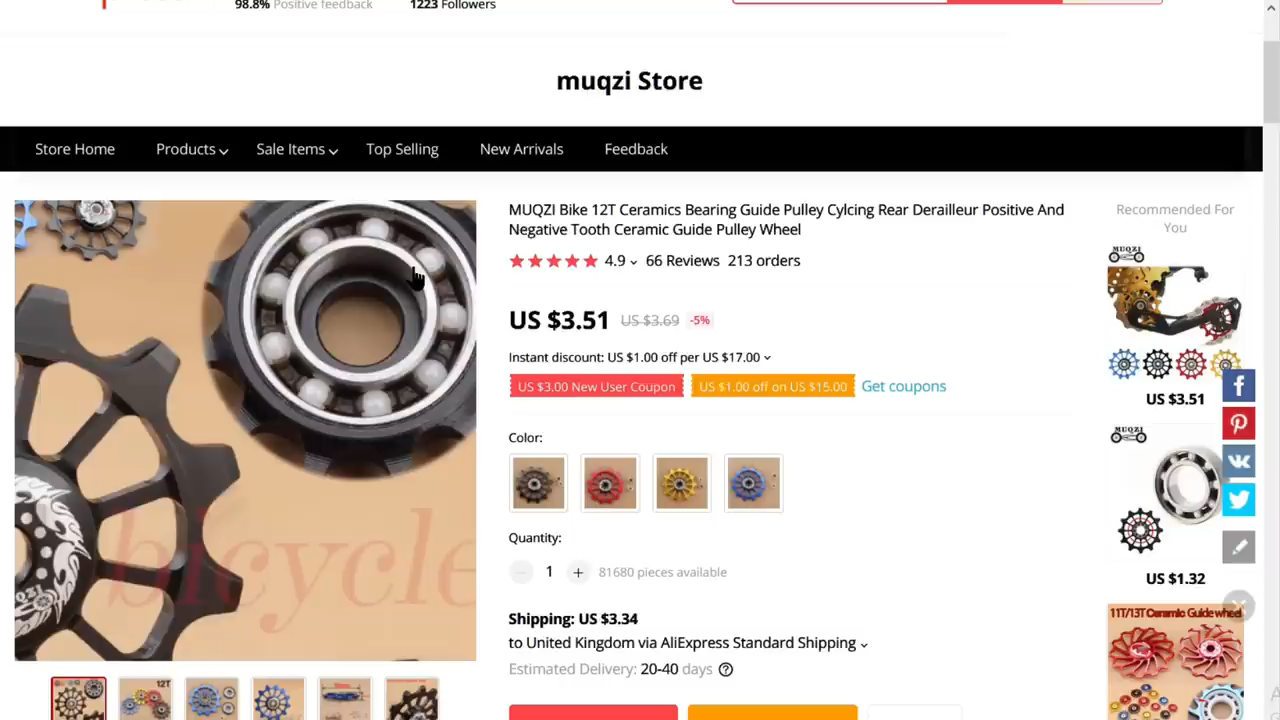 98.8% Positive feedback
1223 Followers
muqzi Store
Store Home
Products
Sale Items
Top Selling
New Arrivals
Feedback
MUQZI Bike 12T Ceramics Bearing Guide Pulley Cylcing Rear Derailleur Positive And
Negative Tooth Ceramic Guide Pulley Wheel
4.9
66 Reviews
213 orders
US $3.51
US $3.69
-5%
Instant discount: US $1.00 off per US $17.00
US $3.00 New User Coupon
US $1.00 off on US $15.00
Get coupons
Color:
Quantity:
1
81680 pieces available
Shipping: US $3.34
to United Kingdom via AliExpress Standard Shipping
Estimated Delivery: 20-40 days
bicycle
12T
Recommended For
You
MUQZI
US $3.51
MUQZI
US $1.32
11T/13T Ceramic Guide wheel